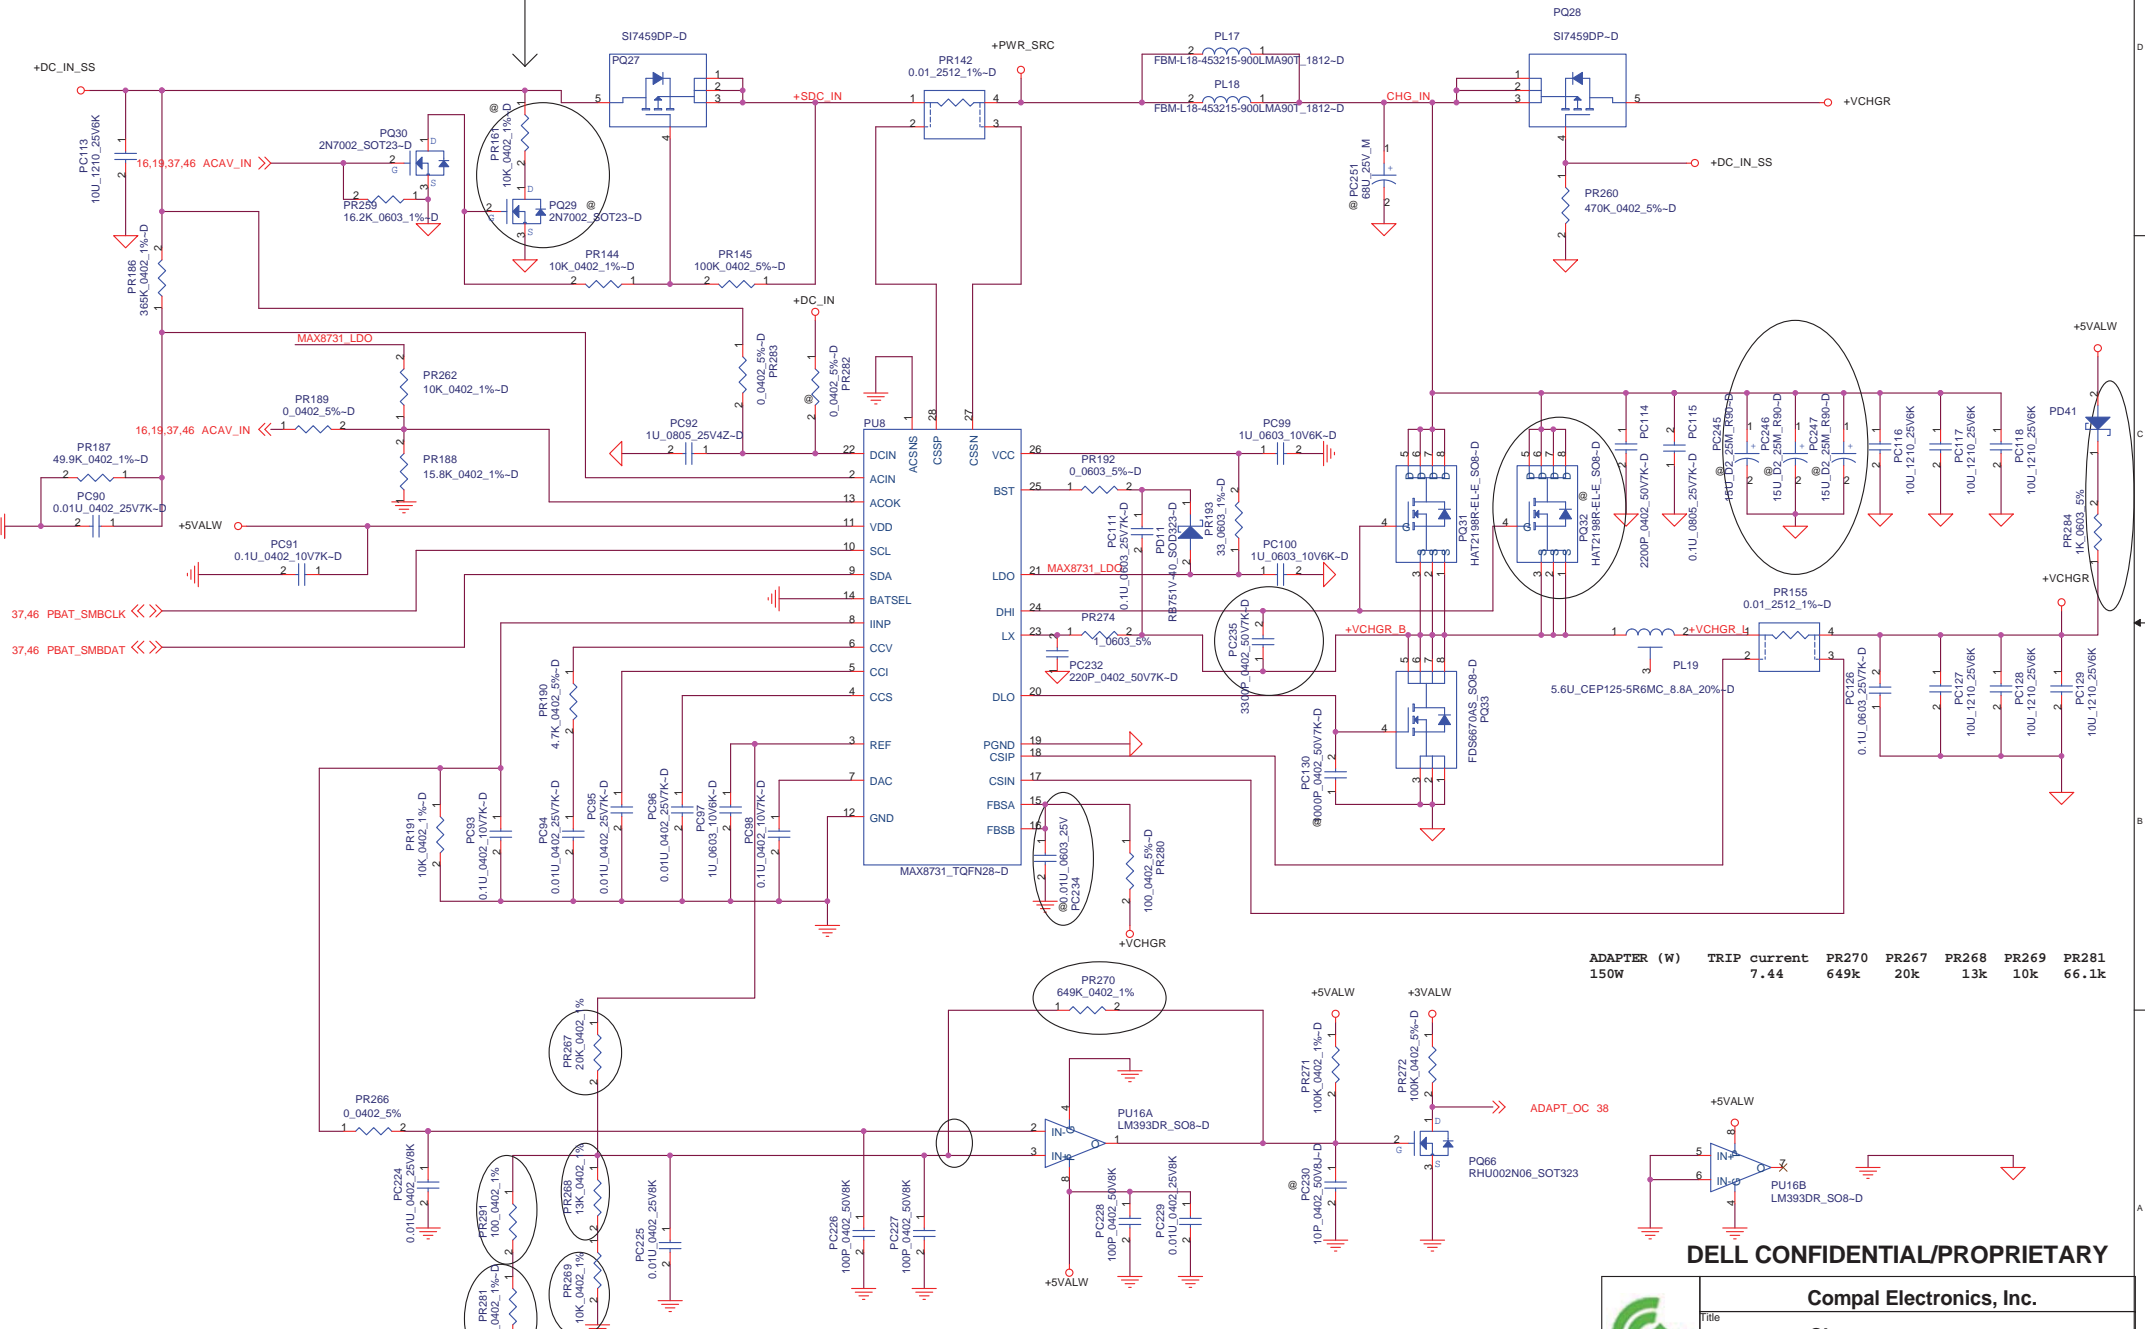 PQ28
SI7459DP~D
SI7459DP~D
+DC_IN_SS
PQ27
+PWR_SRC
PR142
0.01_2512_1%~D
PL17
FBM-L18-453215-900LMA90T_1812~D
PL18
FBM-L18-453215-900LMA90T_1812~D
+SDC_IN
CHG_IN
+VCHGR
PC113
10U_1210_25V6K
PQ30
2N7002_SOT23~D
16,19,37,46 ACAV_IN
PR259
16.2K_0603_1%~D
@
PR161
10K_0402_1%~D
PQ29 @
2N7002_SOT23~D
@ PC251
68U_25V_M
+DC_IN_SS
PR260
470K_0402_5%~D
PR186
365K_0402_1%~D
PR144
10K_0402_1%~D
PR145
100K_0402_5%~D
+DC_IN
MAX8731_LDO
PR262
10K_0402_1%~D
0_0402_5%~D
PR283
@
0_0402_5%~D
PR282
+5VALW
PR189
0_0402_5%~D
16,19,37,46 ACAV_IN
PR187
49.9K_0402_1%~D
PR188
15.8K_0402_1%~D
PC90
0.01U_0402_25V7K~D
+5VALW
PC91
0.1U_0402_10V7K~D
PC92
1U_0805_25V4Z~D
PU8
DCIN
ACIN
ACOK
VDD
SCL
SDA
BATSEL
IINP
CCV
CCI
CCS
REF
DAC
GND
ACSNS
CSSP
CSSN
VCC
BST
LDO
DHI
LX
DLO
PGND
CSIP
CSIN
FBSA
FBSB
MAX8731_TQFN28~D
PC99
1U_0603_10V6K~D
PR192
0_0603_5%~D
PC111
0.1U_0603_25V7K~D
PD11
RB751V-40_SOD323~D
PR193
33_0603_1%~D
PC100
1U_0603_10V6K~D
MAX8731_LDO
PR274
1_0603_5%
PC232
220P_0402_50V7K~D
PC235
3300P_0402_50V7K~D
+VCHGR_B
PQ31
HAT2198R-EL-E_SO8~D
@
PQ32
HAT2198R-EL-E_SO8~D
PC114
2200P_0402_50V7K~D
PC115
0.1U_0805_25V7K~D
PC245
@ 15U_D2_25M_R90~D
PC246
@ 15U_D2_25M_R90~D
PC247
@ 15U_D2_25M_R90~D
PC116
10U_1210_25V6K
PC117
10U_1210_25V6K
PC118
10U_1210_25V6K
PD41
PR284
1K_0603_5%
+VCHGR
PR155
0.01_2512_1%~D
+VCHGR_L
PL19
5.6U_CEP125-5R6MC_8.8A_20%~D
FDS6670AS_SO8~D
PQ33
PC126
0.1U_0603_25V7K~D
PC127
10U_1210_25V6K
PC128
10U_1210_25V6K
PC129
10U_1210_25V6K
37,46 PBAT_SMBCLK
37,46 PBAT_SMBDAT
PR190
4.7K_0402_5%~D
PR191
10K_0402_1%~D
PC93
0.1U_0402_10V7K~D
PC94
0.01U_0402_25V7K~D
PC95
0.01U_0402_25V7K~D
PC96
0.01U_0402_25V7K~D
PC97
1U_0603_10V6K~D
PC98
0.1U_0402_10V7K~D
@0.01U_0603_25V
PC234
100_0402_5%~D
PR280
+VCHGR
PC130
ADAPTER (W) TRIP current PR270 PR267 PR268 PR269 PR281
150W 7.44 649k 20k 13k 10k 66.1k
PR270
649K_0402_1%
PR267
20K_0402_1%
+5VALW
+3VALW
PR271
100K_0402_1%~D
PR272
100K_0402_5%~D
ADAPT_OC 38
PR266
0_0402_5%
PU16A
LM393DR_SO8~D
IN-
IN+
PQ66
RHU002N06_SOT323
+5VALW
PU16B
LM393DR_SO8~D
IN+
IN-
PC224
0.01U_0402_25V8K
PR291
100_0402_1%
PR268
13K_0402_1%
PC225
0.01U_0402_25V8K
PC226
100P_0402_50V8K
PC227
100P_0402_50V8K
PC228
100P_0402_50V8K
PC229
0.01U_0402_25V8K
@
PC230
10P_0402_50V8J~D
+5VALW
PR281
0402_1%~D
PR269
10K_0402_1%
DELL CONFIDENTIAL/PROPRIETARY
Compal Electronics, Inc.
Title
D
C
B
A